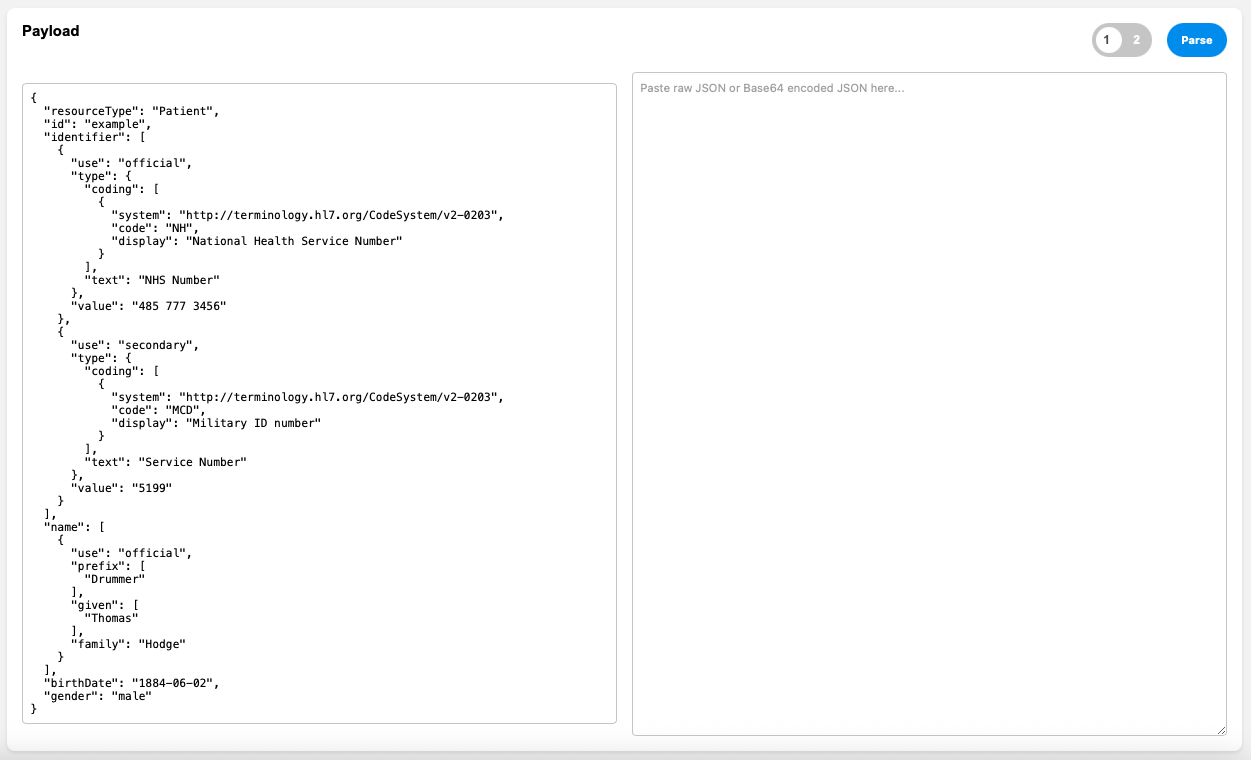 Payload
1 2
Parse
{
  "resourceType": "Patient",
  "id": "example",
  "identifier": [
    {
      "use": "official",
      "type": {
        "coding": [
          {
            "system": "http://terminology.hl7.org/CodeSystem/v2-0203",
            "code": "NH",
            "display": "National Health Service Number"
          }
        ],
        "text": "NHS Number"
      },
      "value": "485 777 3456"
    },
    {
      "use": "secondary",
      "type": {
        "coding": [
          {
            "system": "http://terminology.hl7.org/CodeSystem/v2-0203",
            "code": "MCD",
            "display": "Military ID number"
          }
        ],
        "text": "Service Number"
      },
      "value": "5199"
    }
  ],
  "name": [
    {
      "use": "official",
      "prefix": [
        "Drummer"
      ],
      "given": [
        "Thomas"
      ],
      "family": "Hodge"
    }
  ],
  "birthDate": "1884-06-02",
  "gender": "male"
}
Paste raw JSON or Base64 encoded JSON here...